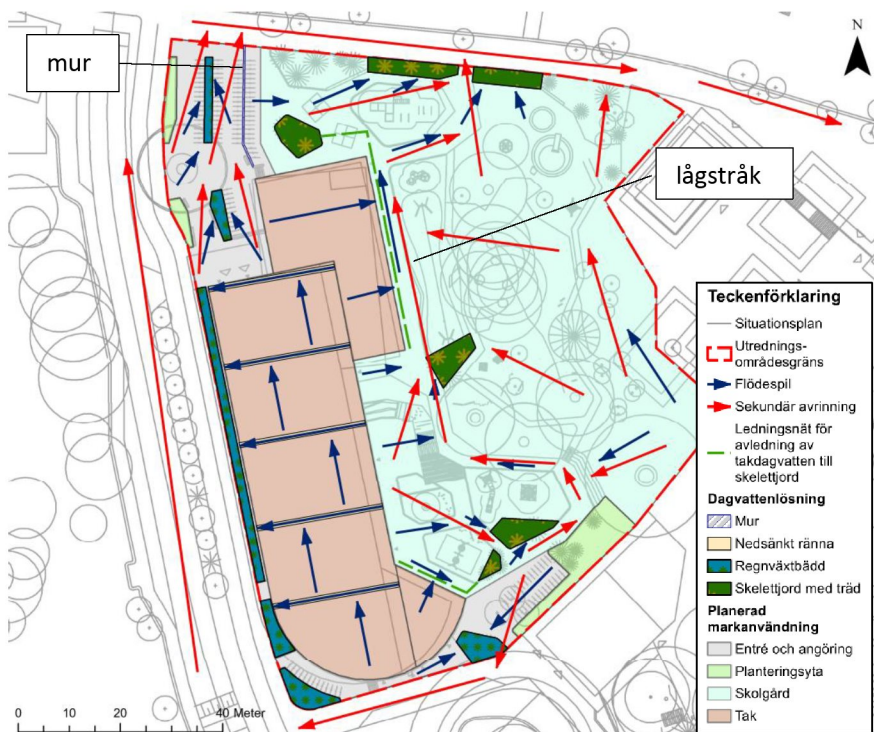 mur
N
lågstråk
Teckenförklaring
Situationsplan
Utrednings-
områdesgräns
Flödespil
Sekundär avrinning
Ledningsnät för
avledning av
takdagvatten till
skelettjord
Dagvattenlösning
Mur
Nedsänkt ränna
Regnväxtbädd
Skelettjord med träd
Planerad
markanvändning
Entré och angöring
Planteringsyta
Skolgård
Tak
0 10 20 40 Meter